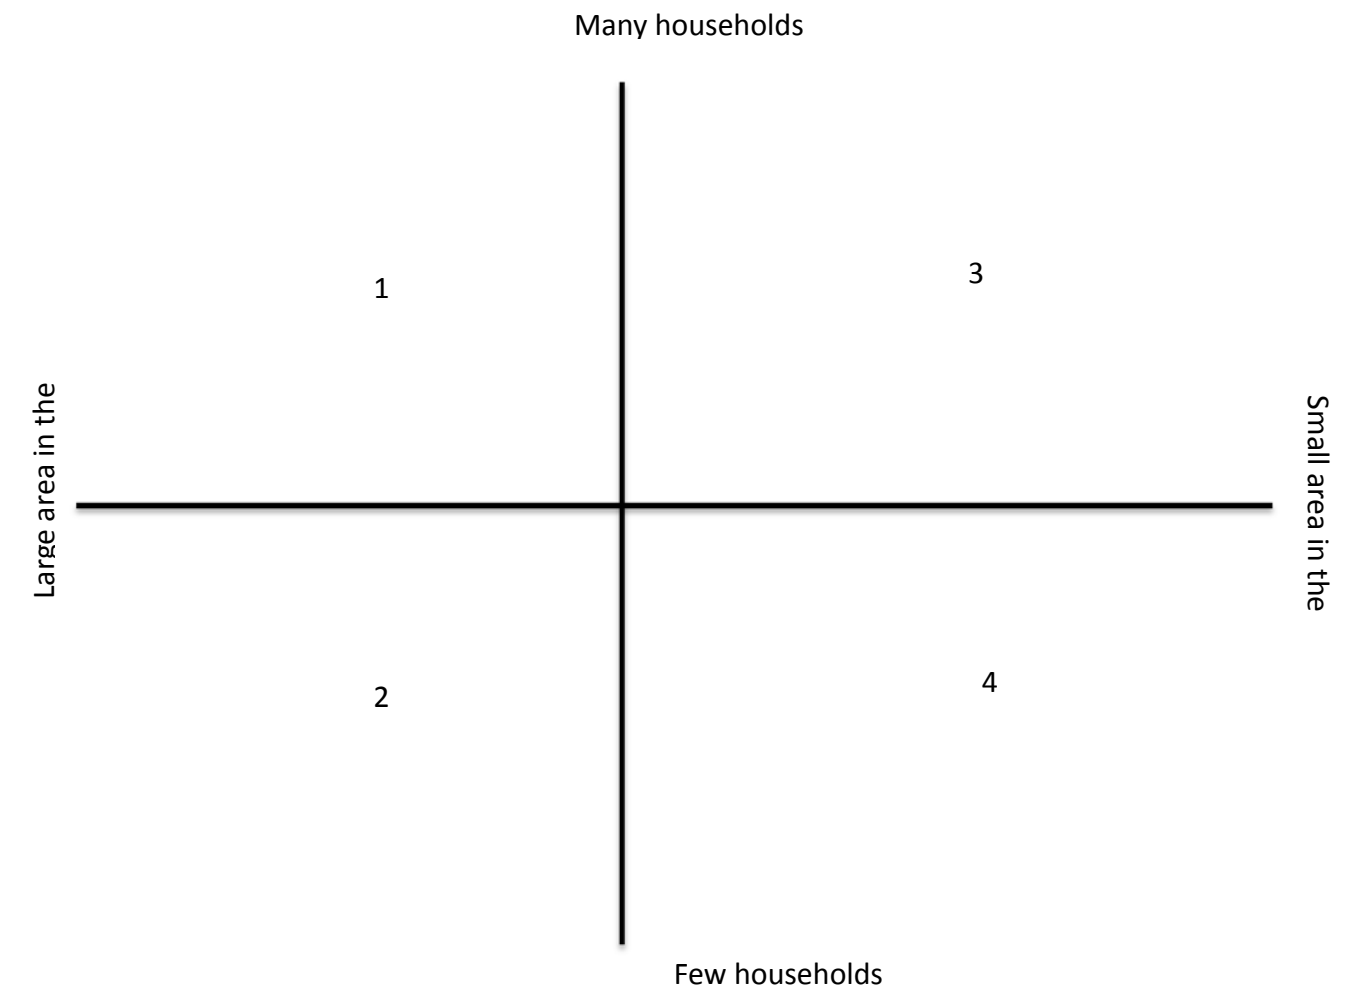 Many households
1
3
Large area in the
Small area in the
2
4
Few households